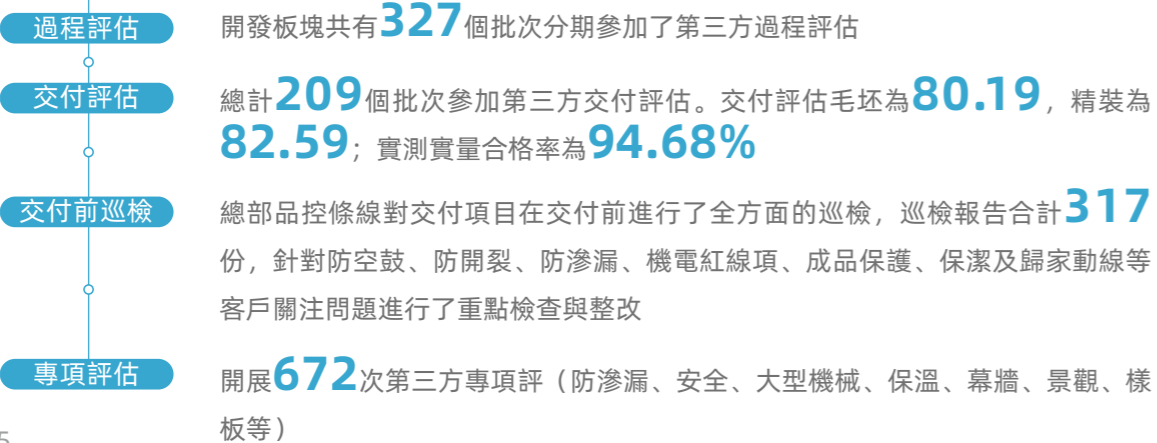 過程評估
開發板塊共有327個批次分期參加了第三方過程評估
交付評估
總計209個批次參加第三方交付評估。交付評估毛坯為80.19，精裝為
82.59；實測實量合格率為94.68%
交付前巡檢
總部品控條線對交付項目在交付前進行了全方面的巡檢，巡檢報告合計317
份，針對防空鼓、防開裂、防滲漏、機電紅線項、成品保護、保潔及歸家動線等
客戶關注問題進行了重點檢查與整改
專項評估
開展672次第三方專項評（防滲漏、安全、大型機械、保溫、幕牆、景觀、樣
板等）